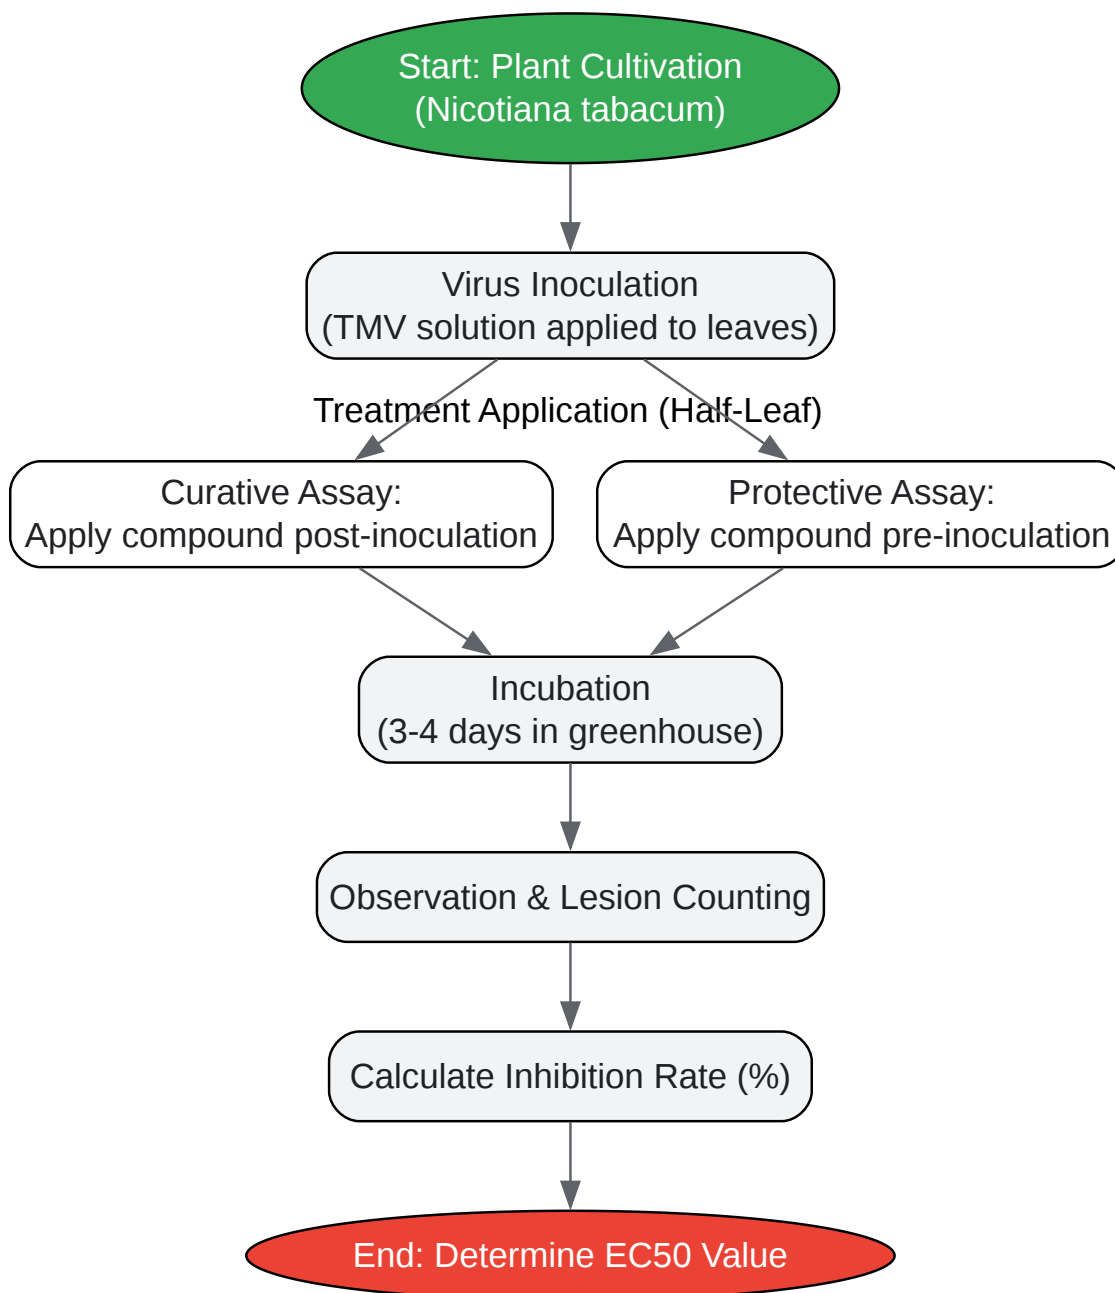 Start: Plant Cultivation
(Nicotiana tabacum)
Virus Inoculation
(TMV solution applied to leaves)
Treatment Application (Half-Leaf)
Curative Assay:
Apply compound post-inoculation
Protective Assay:
Apply compound pre-inoculation
Incubation
(3-4 days in greenhouse)
Observation & Lesion Counting
Calculate Inhibition Rate (%)
End: Determine EC50 Value